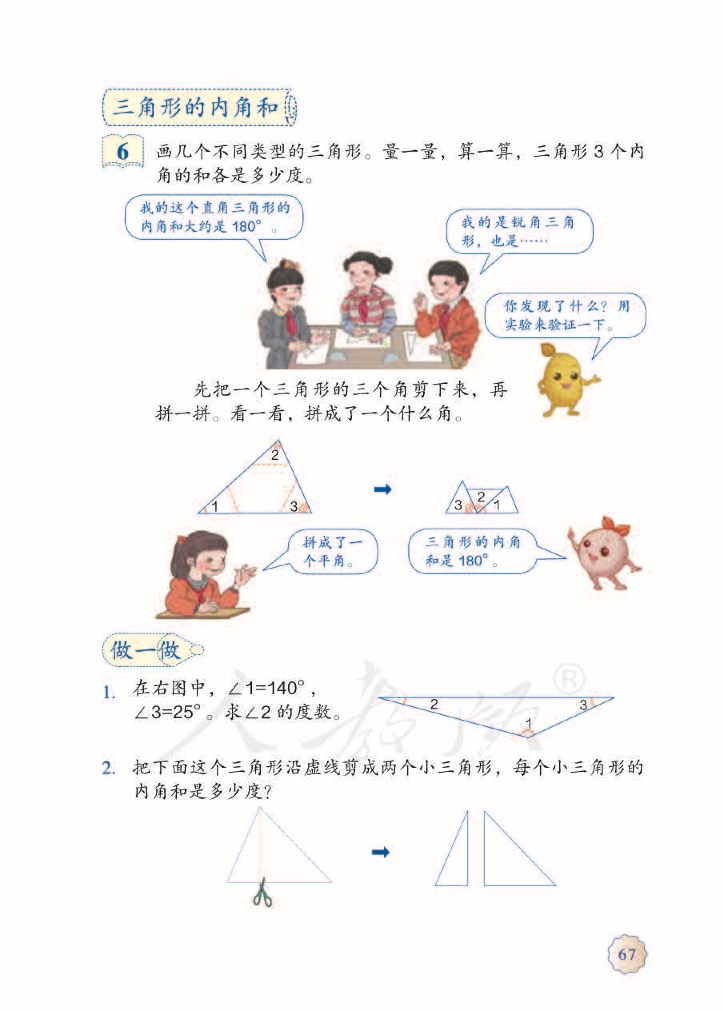 三角形的内角和
6 画几个不同类型的三角形。量一量,算一算,三角形 3 个内
角的和各是多少度。
我的这个直角三角形的
内角和大约是 180°。
我的是锐角三角
形,也是……
你发现了什么?用
实验来验证一下。
先把一个三角形的三个角剪下来,再
拼一拼。看一看,拼成了一个什么角。
2
1
3
3
2
1
拼成了一
个平角。
三角形的内角
和是 180°。
做一做
1. 在右图中,∠1=140°,
∠3=25°。求∠2 的度数。
2
1
3
人教领®
2. 把下面这个三角形沿虚线剪成两个小三角形,每个小三角形的
内角和是多少度?
67